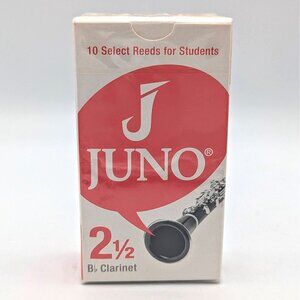 10 Select Reeds for Students
JUNO®
2½
B♭ Clarinet